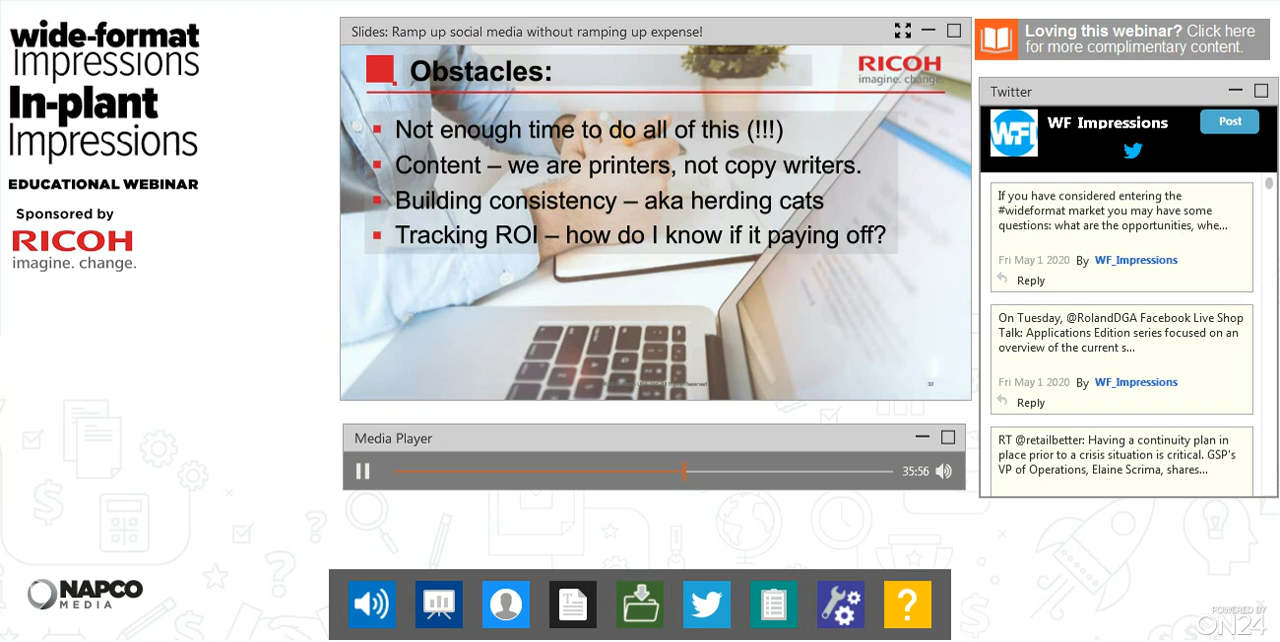 wide-format
Impressions
In-plant
Impressions
EDUCATIONAL WEBINAR
Sponsored by
RICOH
imagine. change.
Slides: Ramp up social media without ramping up expense!
Obstacles:
RICOH
imagine. change.
Not enough time to do all of this (!!!)
Content – we are printers, not copy writers.
Building consistency – aka herding cats
Tracking ROI – how do I know if it paying off?
32
Media Player
35:56
Loving this webinar? Click here
for more complimentary content.
Twitter
WF
WF Impressions
Post
If you have considered entering the
#wideformat market you may have some
questions: what are the opportunities, whe...
Fri May 1 2020 By WF_Impressions
Reply
On Tuesday, @RolandDGA Facebook Live Shop
Talk: Applications Edition series focused on an
overview of the current s...
Fri May 1 2020 By WF_Impressions
Reply
RT @retailbetter: Having a continuity plan in
place prior to a crisis situation is critical. GSP's
VP of Operations, Elaine Scrima, shares...
NAPCO
MEDIA
?
POWERED BY
ON24